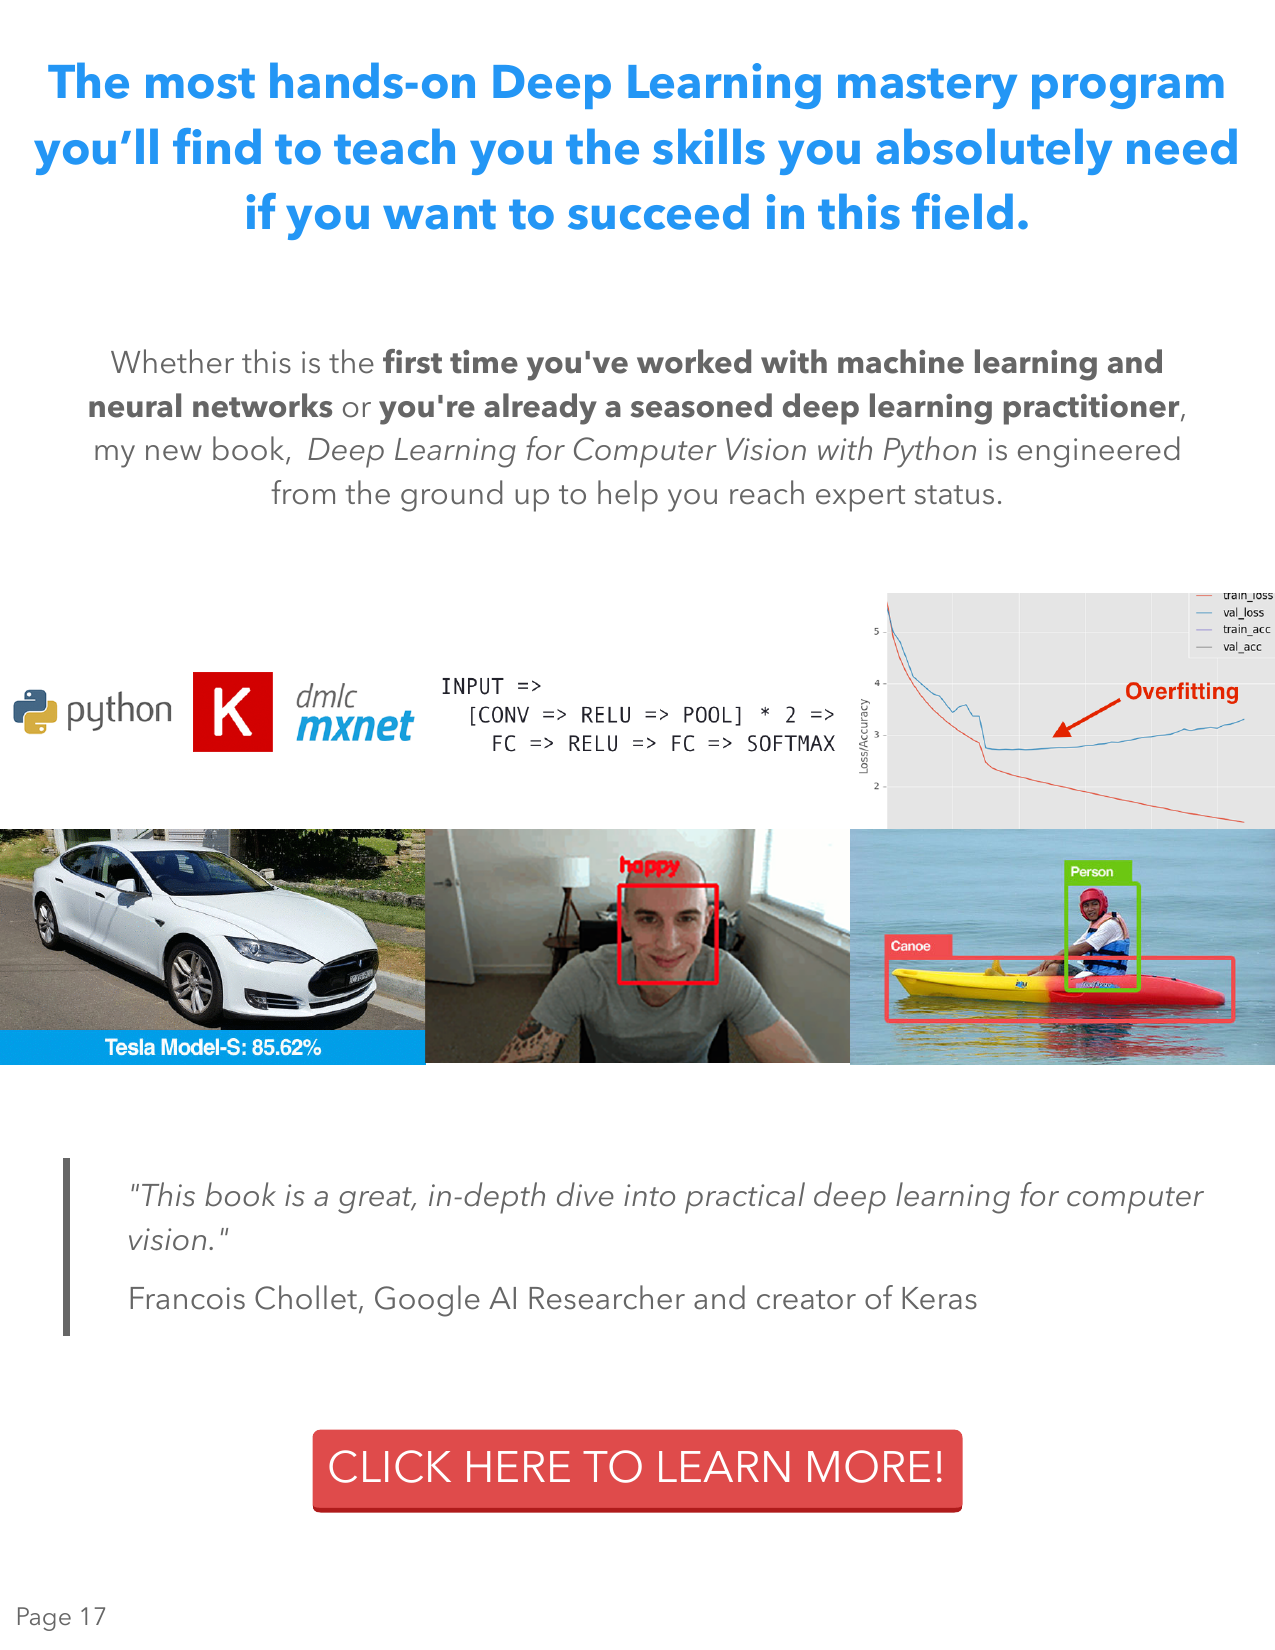 The most hands-on Deep Learning mastery program
you’ll find to teach you the skills you absolutely need
if you want to succeed in this field.
Whether this is the first time you've worked with machine learning and
neural networks or you're already a seasoned deep learning practitioner,
my new book, Deep Learning for Computer Vision with Python is engineered
from the ground up to help you reach expert status.
python
K
dmlc
mxnet
INPUT =>
[CONV => RELU => POOL] * 2 =>
FC => RELU => FC => SOFTMAX
train_loss
val_loss
train_acc
val_acc
5
4
3
2
Loss/Accuracy
Overfitting
Tesla Model-S: 85.62%
happy
Person
Canoe
"This book is a great, in-depth dive into practical deep learning for computer
vision."
Francois Chollet, Google AI Researcher and creator of Keras
CLICK HERE TO LEARN MORE!
Page 17